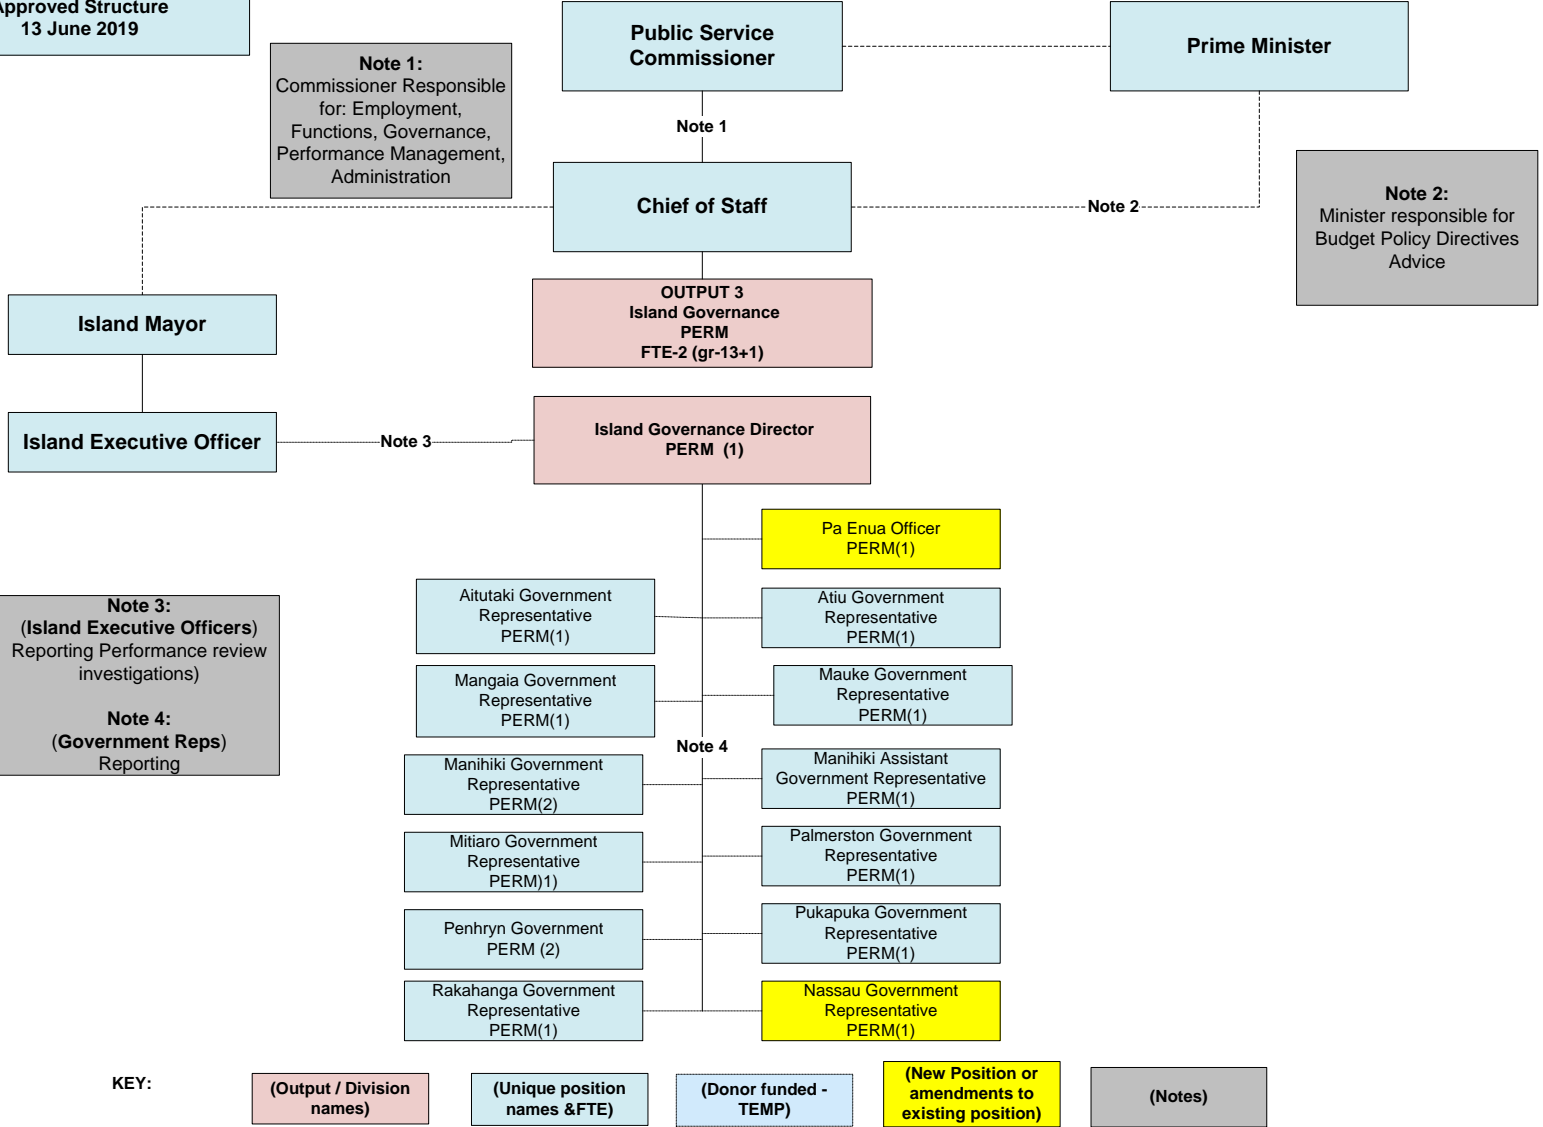 Approved Structure
13 June 2019
Public Service
Commissioner
Prime Minister
Note 1:
Commissioner Responsible
for: Employment,
Functions, Governance,
Performance Management,
Administration
Note 1
Chief of Staff
Note 2
Note 2:
Minister responsible for
Budget Policy Directives
Advice
Island Mayor
OUTPUT 3
Island Governance
PERM
FTE-2 (gr-13+1)
Island Executive Officer
Note 3
Island Governance Director
PERM (1)
Pa Enua Officer
PERM(1)
Aitutaki Government
Representative
PERM(1)
Atiu Government
Representative
PERM(1)
Note 3:
(Island Executive Officers)
Reporting Performance review
investigations)
Note 4:
(Government Reps)
Reporting
Mangaia Government
Representative
PERM(1)
Mauke Government
Representative
PERM(1)
Note 4
Manihiki Government
Representative
PERM(2)
Manihiki Assistant
Government Representative
PERM(1)
Mitiaro Government
Representative
PERM)1)
Palmerston Government
Representative
PERM(1)
Penhryn Government
PERM (2)
Pukapuka Government
Representative
PERM(1)
Rakahanga Government
Representative
PERM(1)
Nassau Government
Representative
PERM(1)
KEY:
(Output / Division
names)
(Unique position
names &FTE)
(Donor funded -
TEMP)
(New Position or
amendments to
existing position)
(Notes)